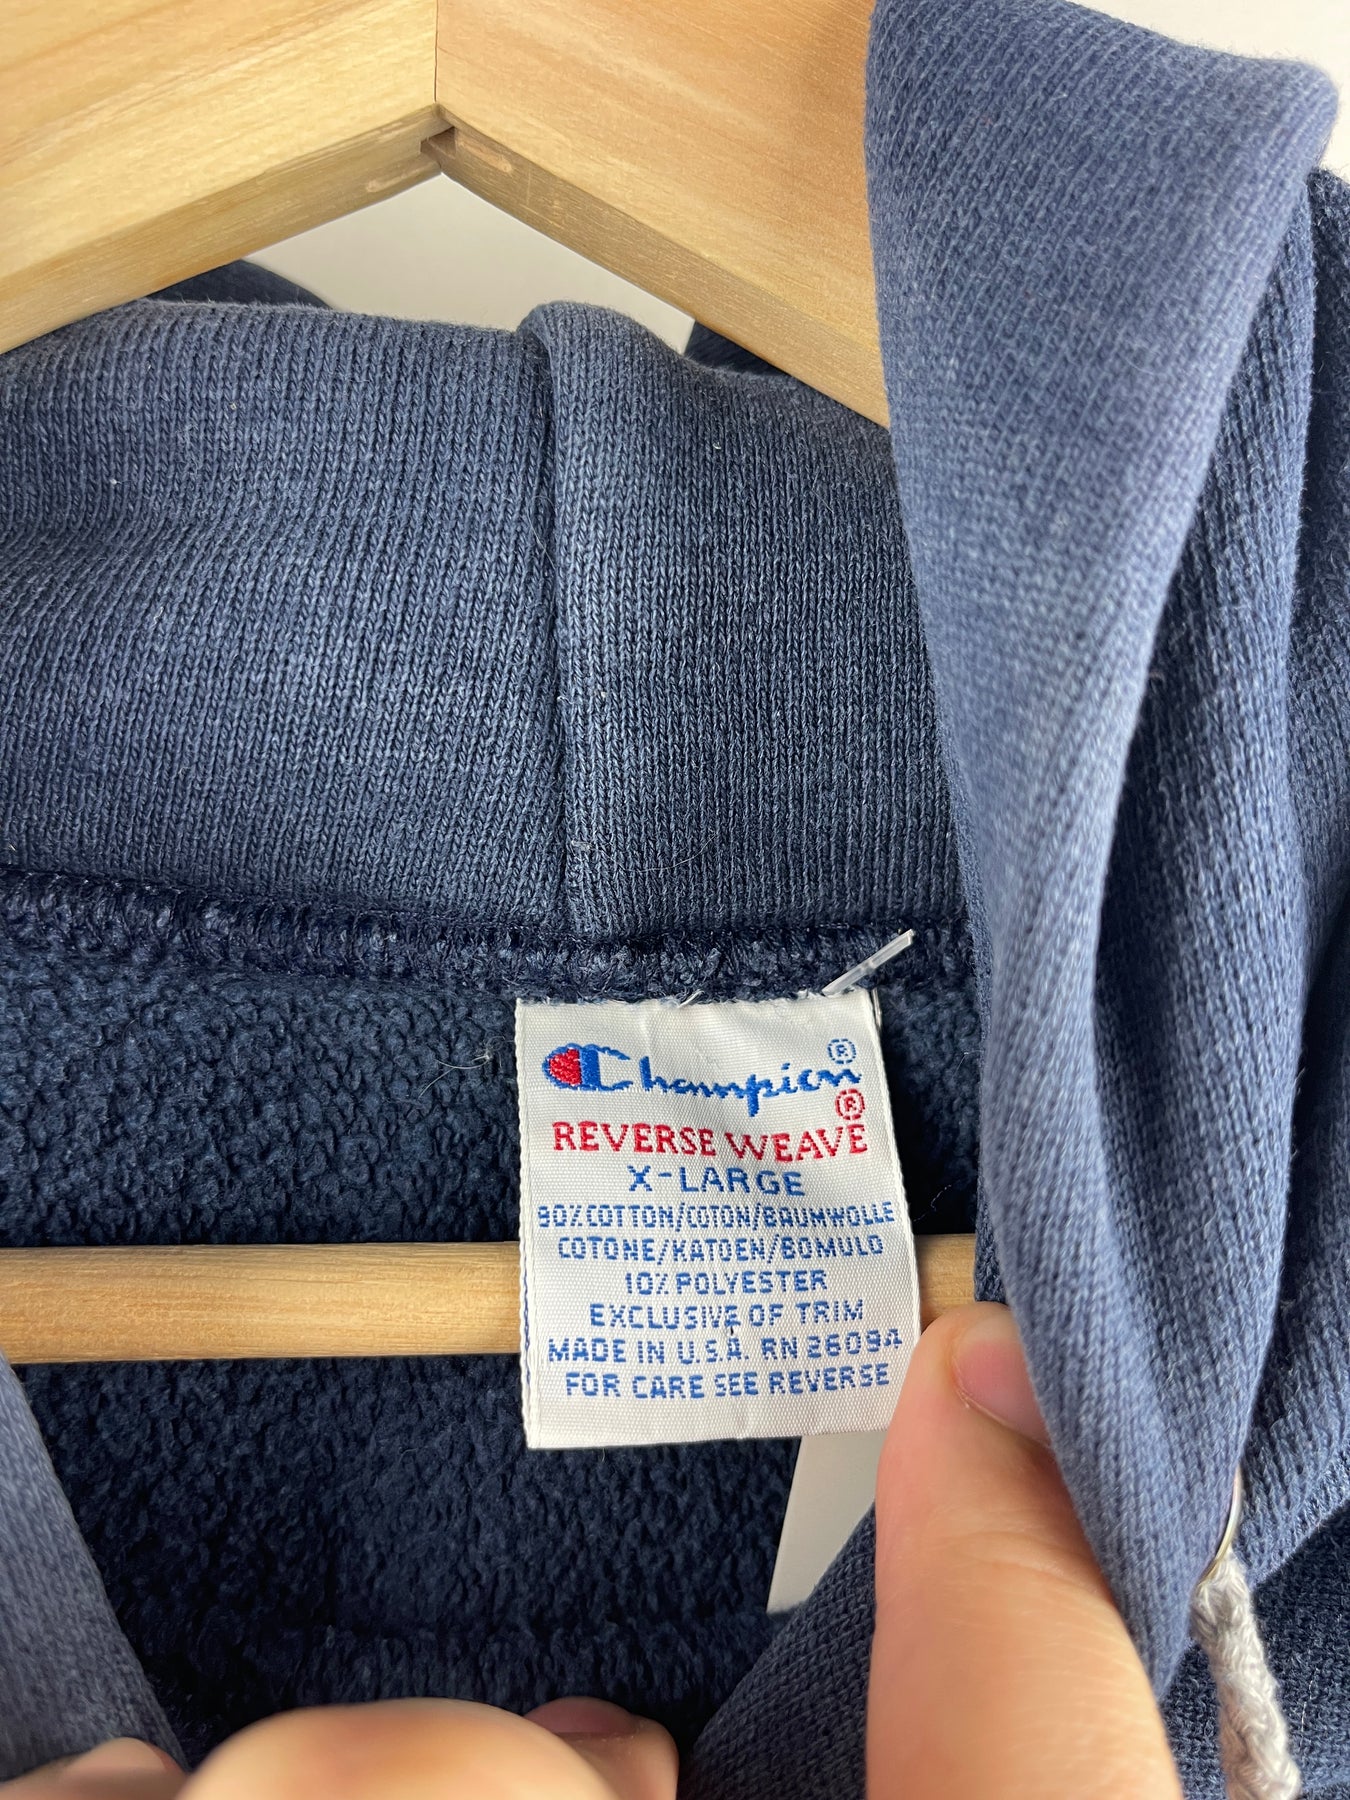 Champion®
REVERSE WEAVE®
X-LARGE
90% COTTON/COTON/BAUMWOLLE
COTONE/KATOEN/BOMULD
10% POLYESTER
EXCLUSIVE OF TRIM
MADE IN U.S.A. RN 26094
FOR CARE SEE REVERSE